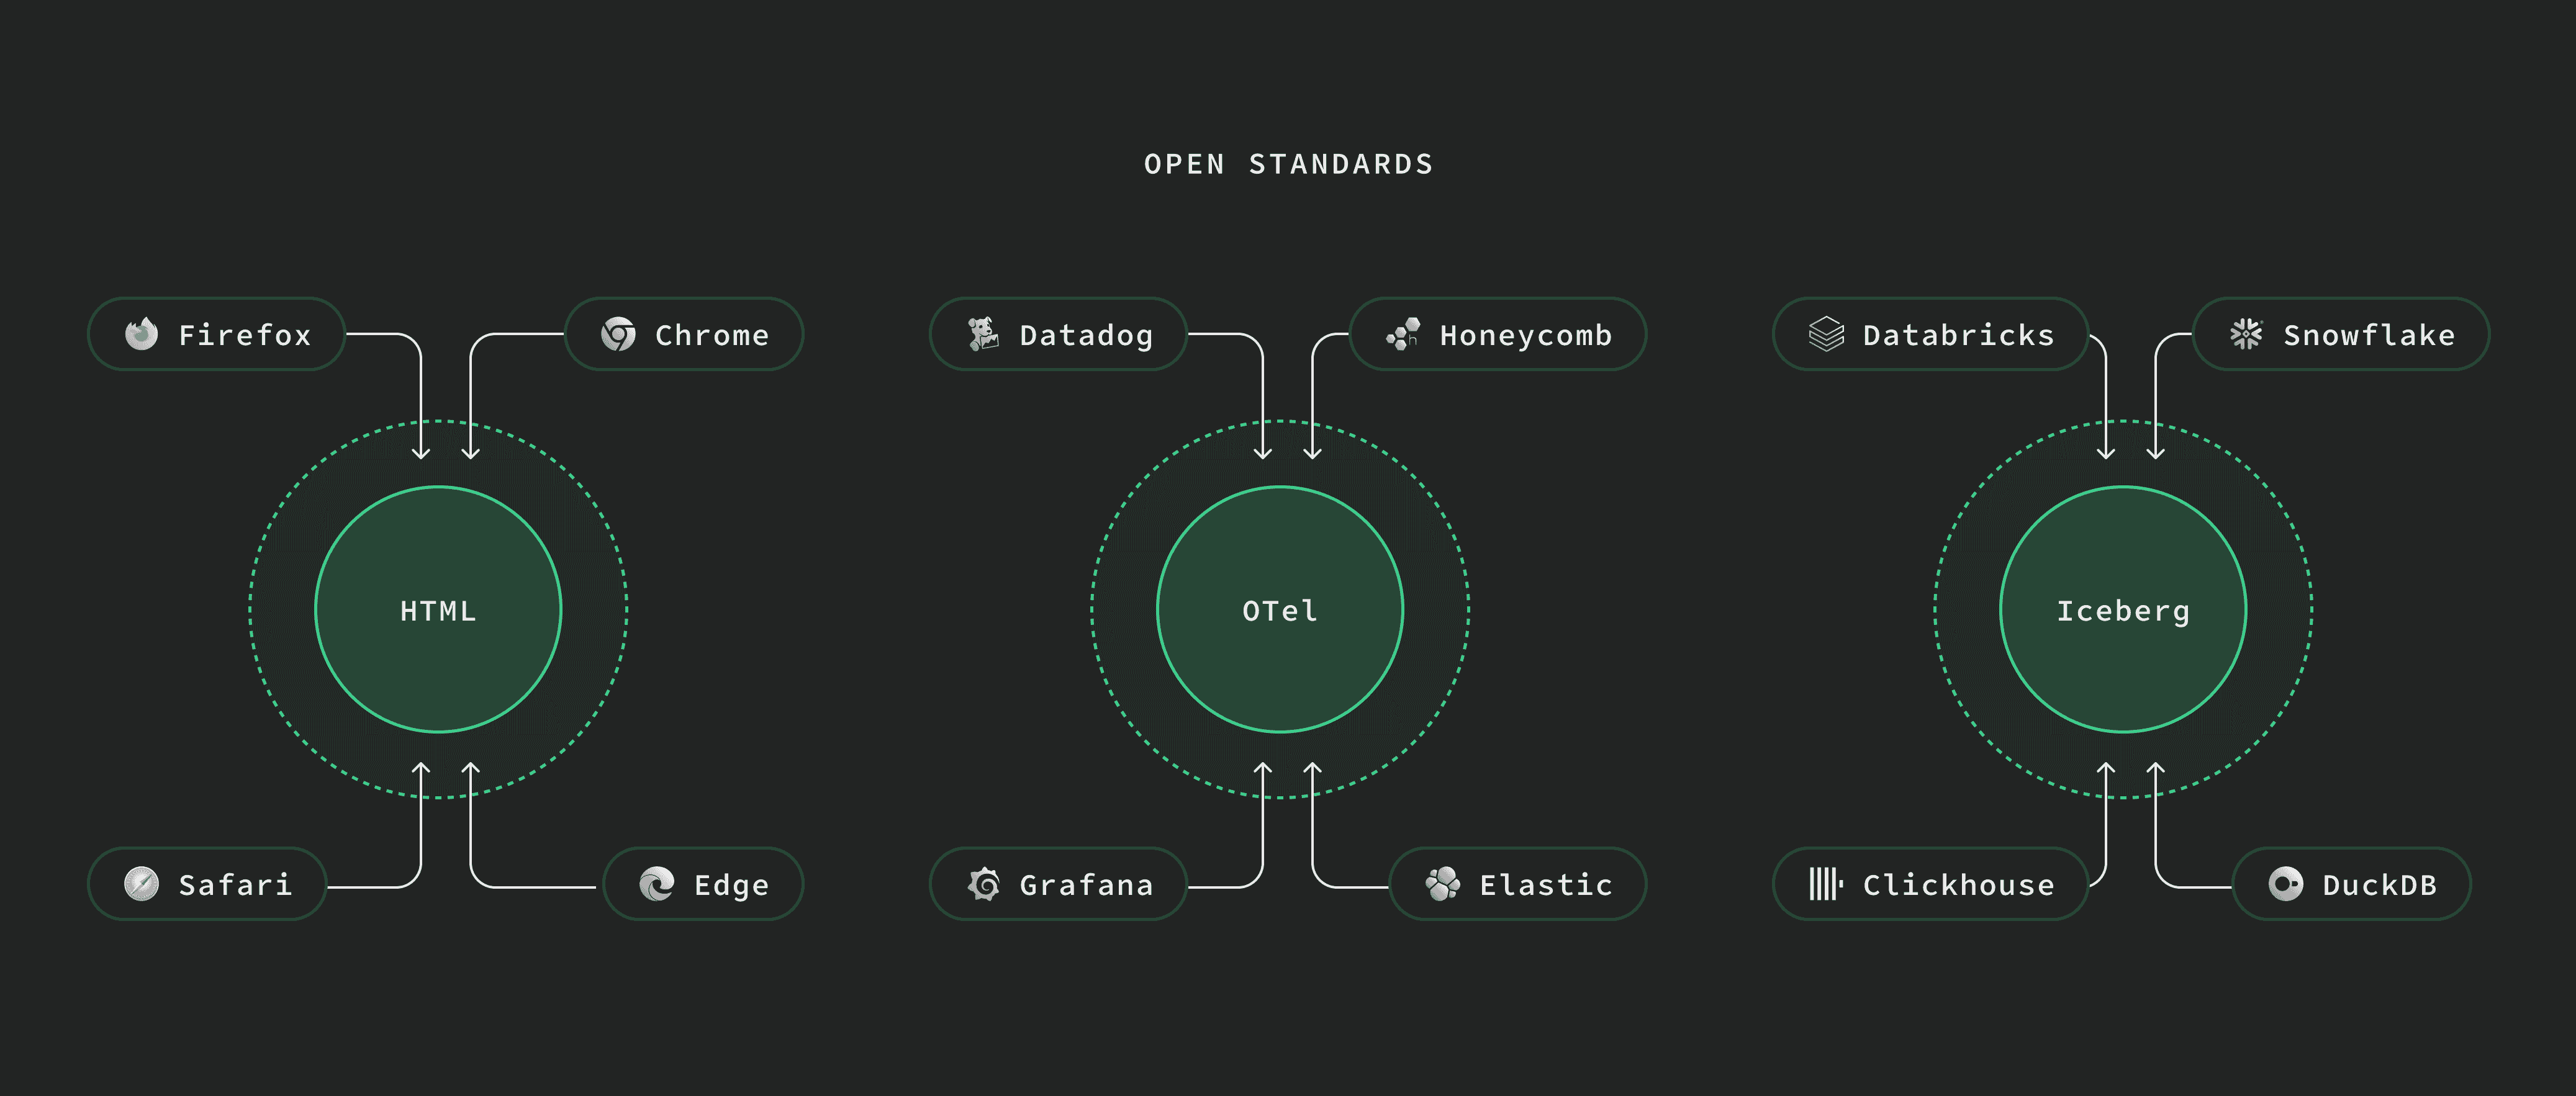 OPEN STANDARDS
Firefox
Chrome
HTML
Safari
Edge
Datadog
Honeycomb
OTel
Grafana
Elastic
Databricks
Snowflake
Iceberg
Clickhouse
DuckDB